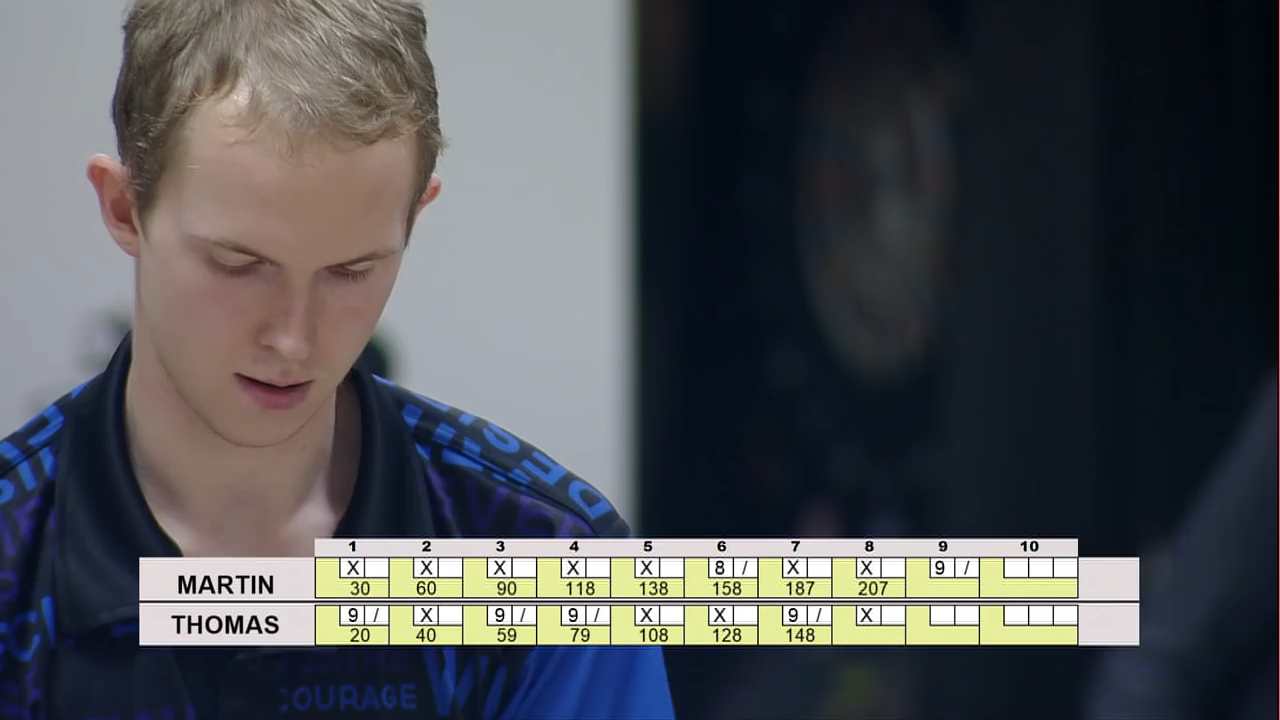 1 2 3 4 5 6 7 8 9 10
MARTIN X X X X X 8 / X X 9 /
30 60 90 118 138 158 187 207
THOMAS 9 / X 9 / 9 / X X 9 / X
20 40 59 79 108 128 148
DES
COURAGE